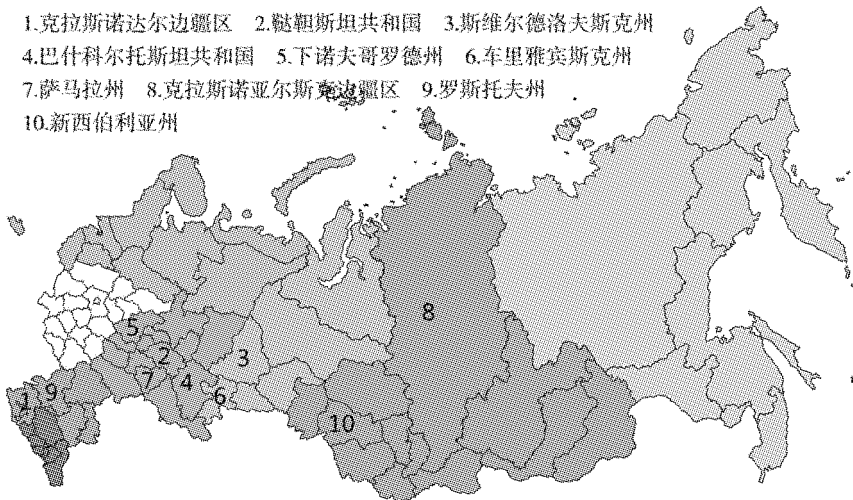 1.克拉斯诺达尔边疆区 2.鞑靼斯坦共和国 3.斯维尔德洛夫斯克州
4.巴什科尔托斯坦共和国 5.下诺夫哥罗德州 6.车里雅宾斯克州
7.萨马拉州 8.克拉斯诺亚尔斯克边疆区 9.罗斯托夫州
10.新西伯利亚州
8
5
2
3
7
4
6
1
9
10